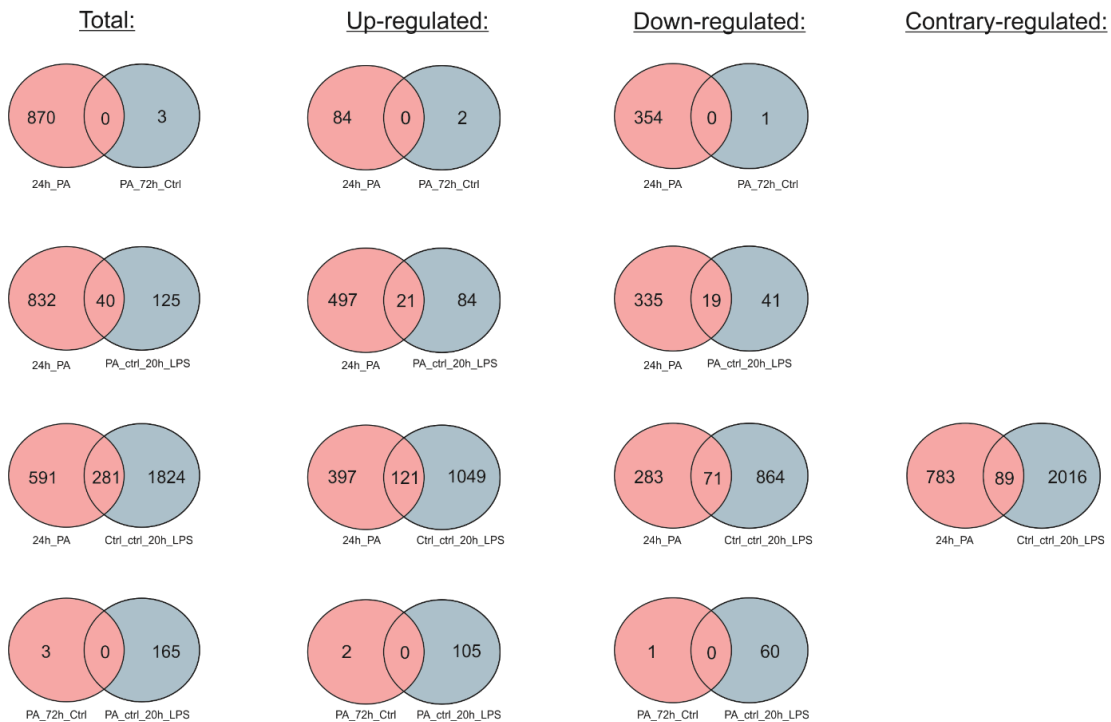 Total: Up-regulated: Down-regulated: Contrary-regulated:
870 0 3 84 0 2 354 0 1
24h_PA PA_72h_Ctrl 24h_PA PA_72h_Ctrl 24h_PA PA_72h_Ctrl
832 40 125 497 21 84 335 19 41
24h_PA PA_ctrl_20h_LPS 24h_PA PA_ctrl_20h_LPS 24h_PA PA_ctrl_20h_LPS
591 281 1824 397 121 1049 283 71 864 783 89 2016
24h_PA Ctrl_ctrl_20h_LPS 24h_PA Ctrl_ctrl_20h_LPS 24h_PA Ctrl_ctrl_20h_LPS 24h_PA Ctrl_ctrl_20h_LPS
3 0 165 2 0 105 1 0 60
PA_72h_Ctrl PA_ctrl_20h_LPS PA_72h_Ctrl PA_ctrl_20h_LPS PA_72h_Ctrl PA_ctrl_20h_LPS